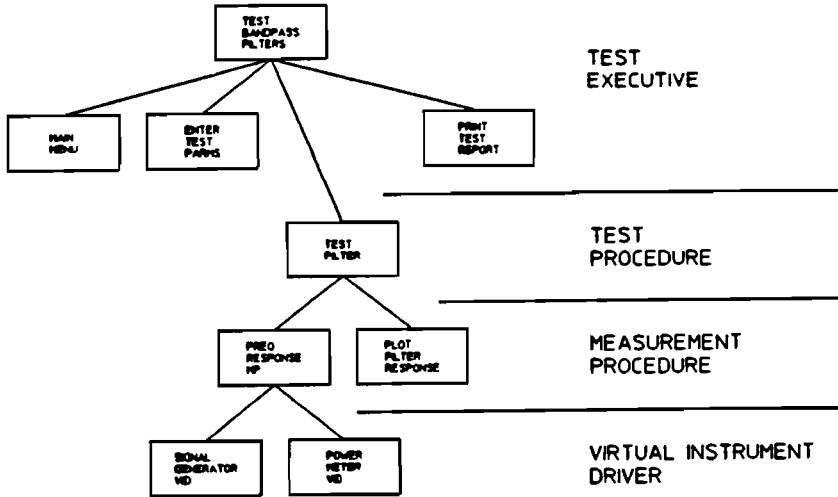 TEST
BANDPASS
FILTERS
TEST
EXECUTIVE
MAIN
MENU
ENTER
TEST
PARMS
PRINT
TEST
REPORT
TEST
FILTER
TEST
PROCEDURE
FREQ
RESPONSE
MP
PLOT
FILTER
RESPONSE
MEASUREMENT
PROCEDURE
SIGNAL
GENERATOR
VID
POWER
METER
VID
VIRTUAL INSTRUMENT
DRIVER